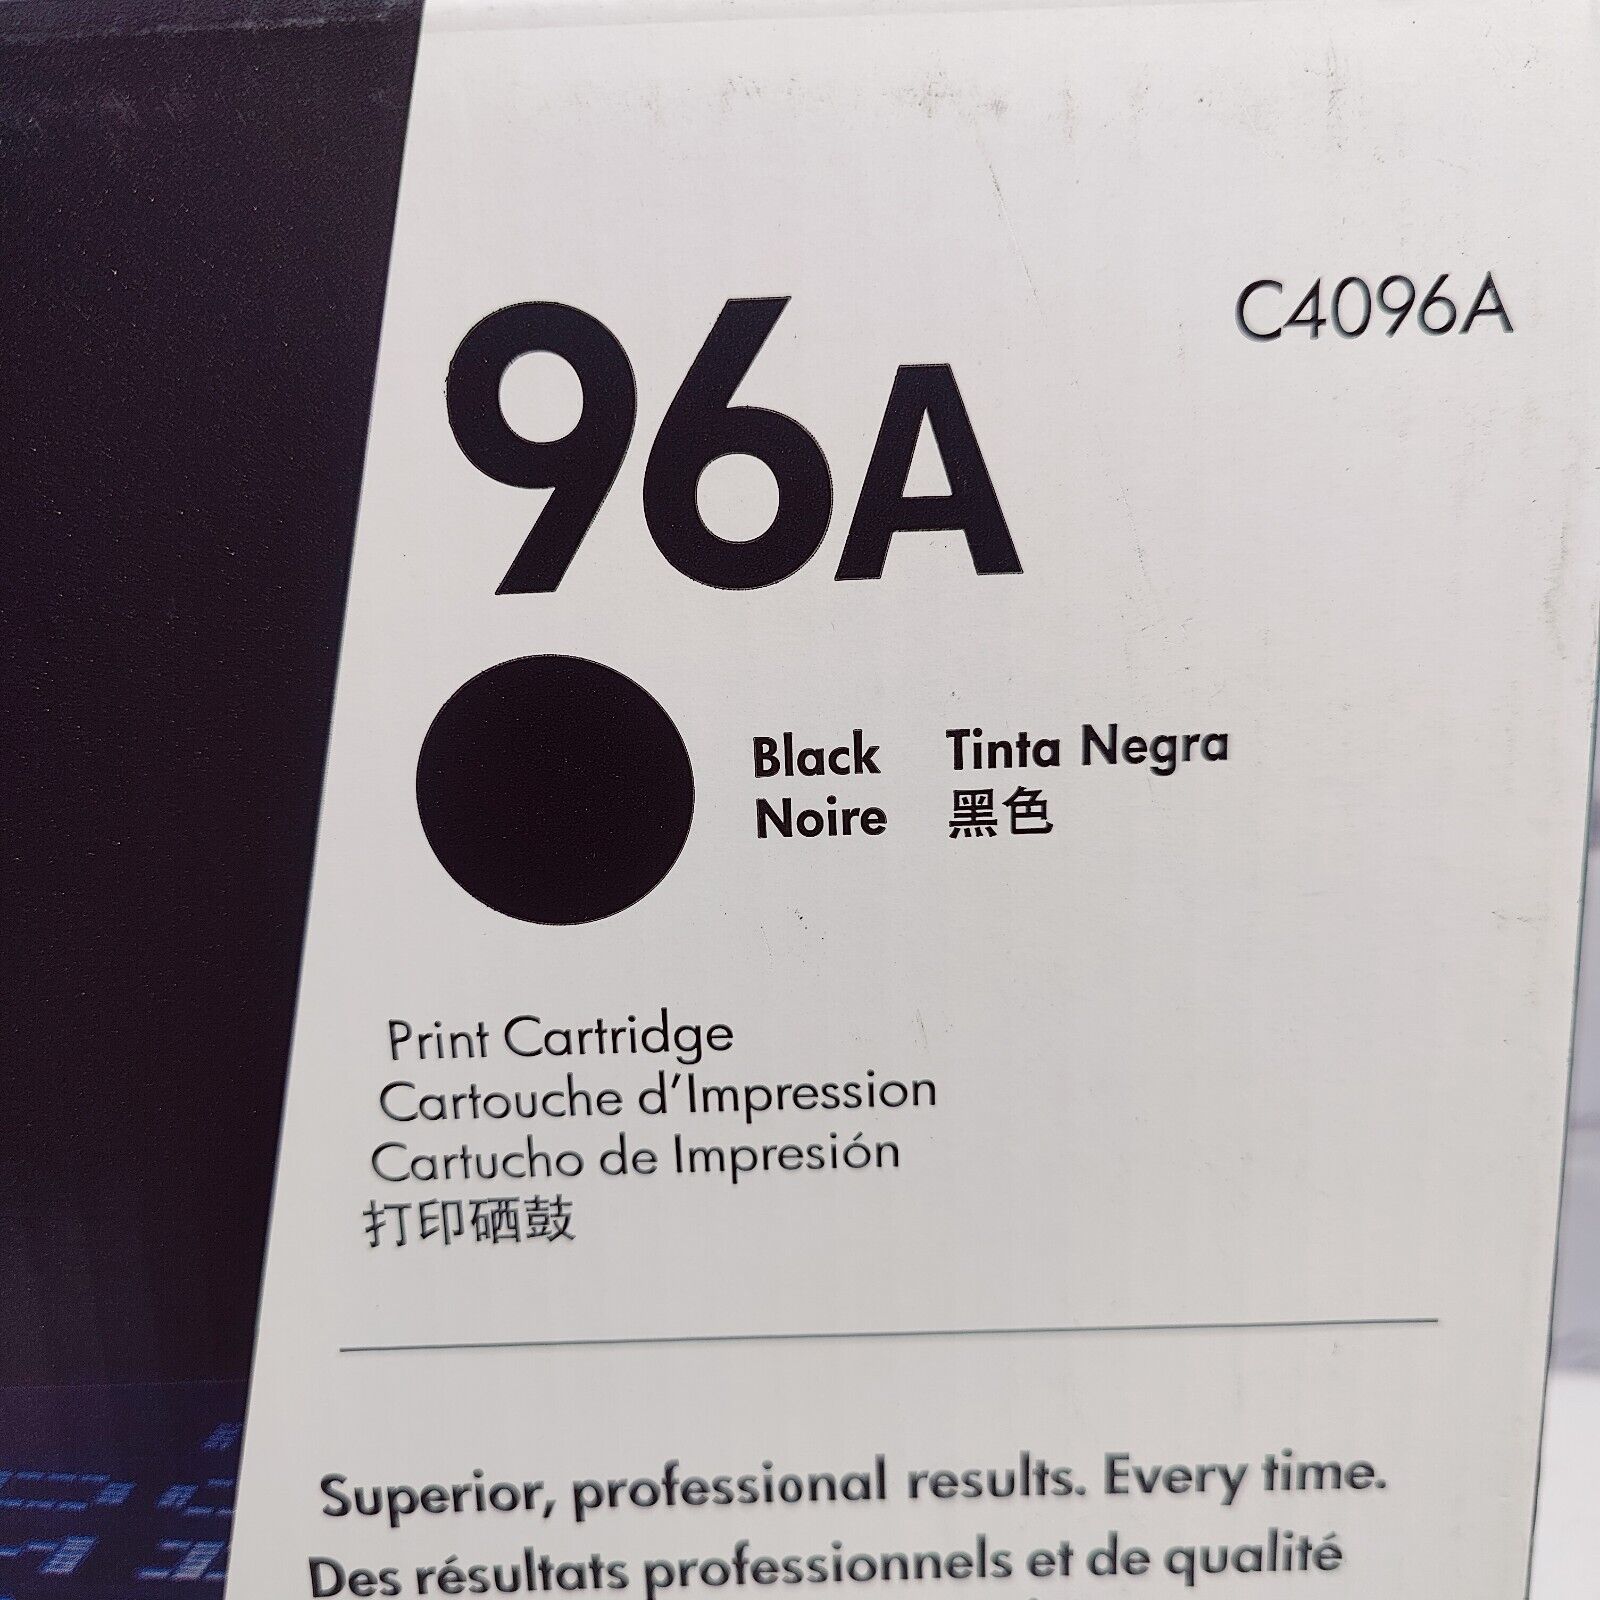 C4096A
96A
Black Tinta Negra
Noire 黑色
Print Cartridge
Cartouche d'Impression
Cartucho de Impresión
打印硒鼓
Superior, professional results. Every time.
Des résultats professionnels et de qualité